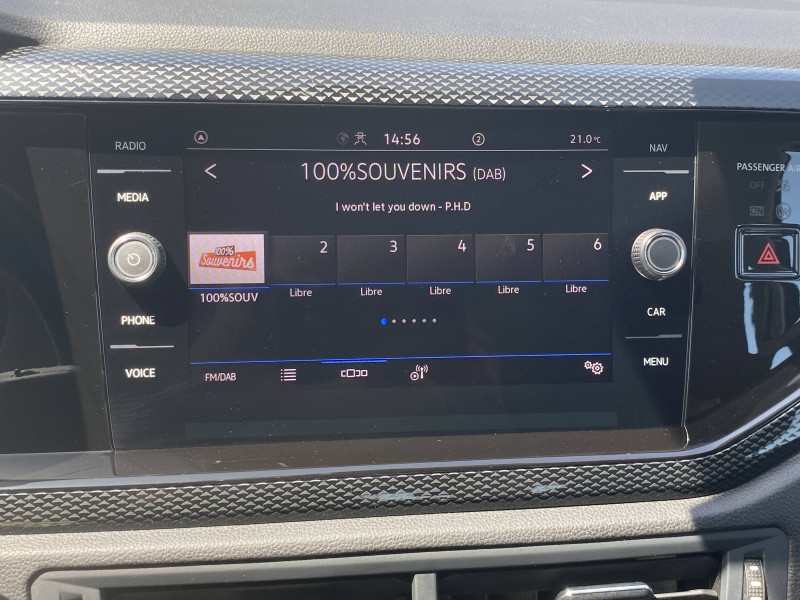 RADIO
MEDIA
PHONE
VOICE
14:56
2
21.0°C
100%SOUVENIRS (DAB)
I won't let you down - P.H.D
100%
Souvenirs
2
3
4
5
6
100%SOUV
Libre
Libre
Libre
Libre
Libre
FM/DAB
NAV
APP
CAR
MENU
PASSENGER AIR
OFF
ON